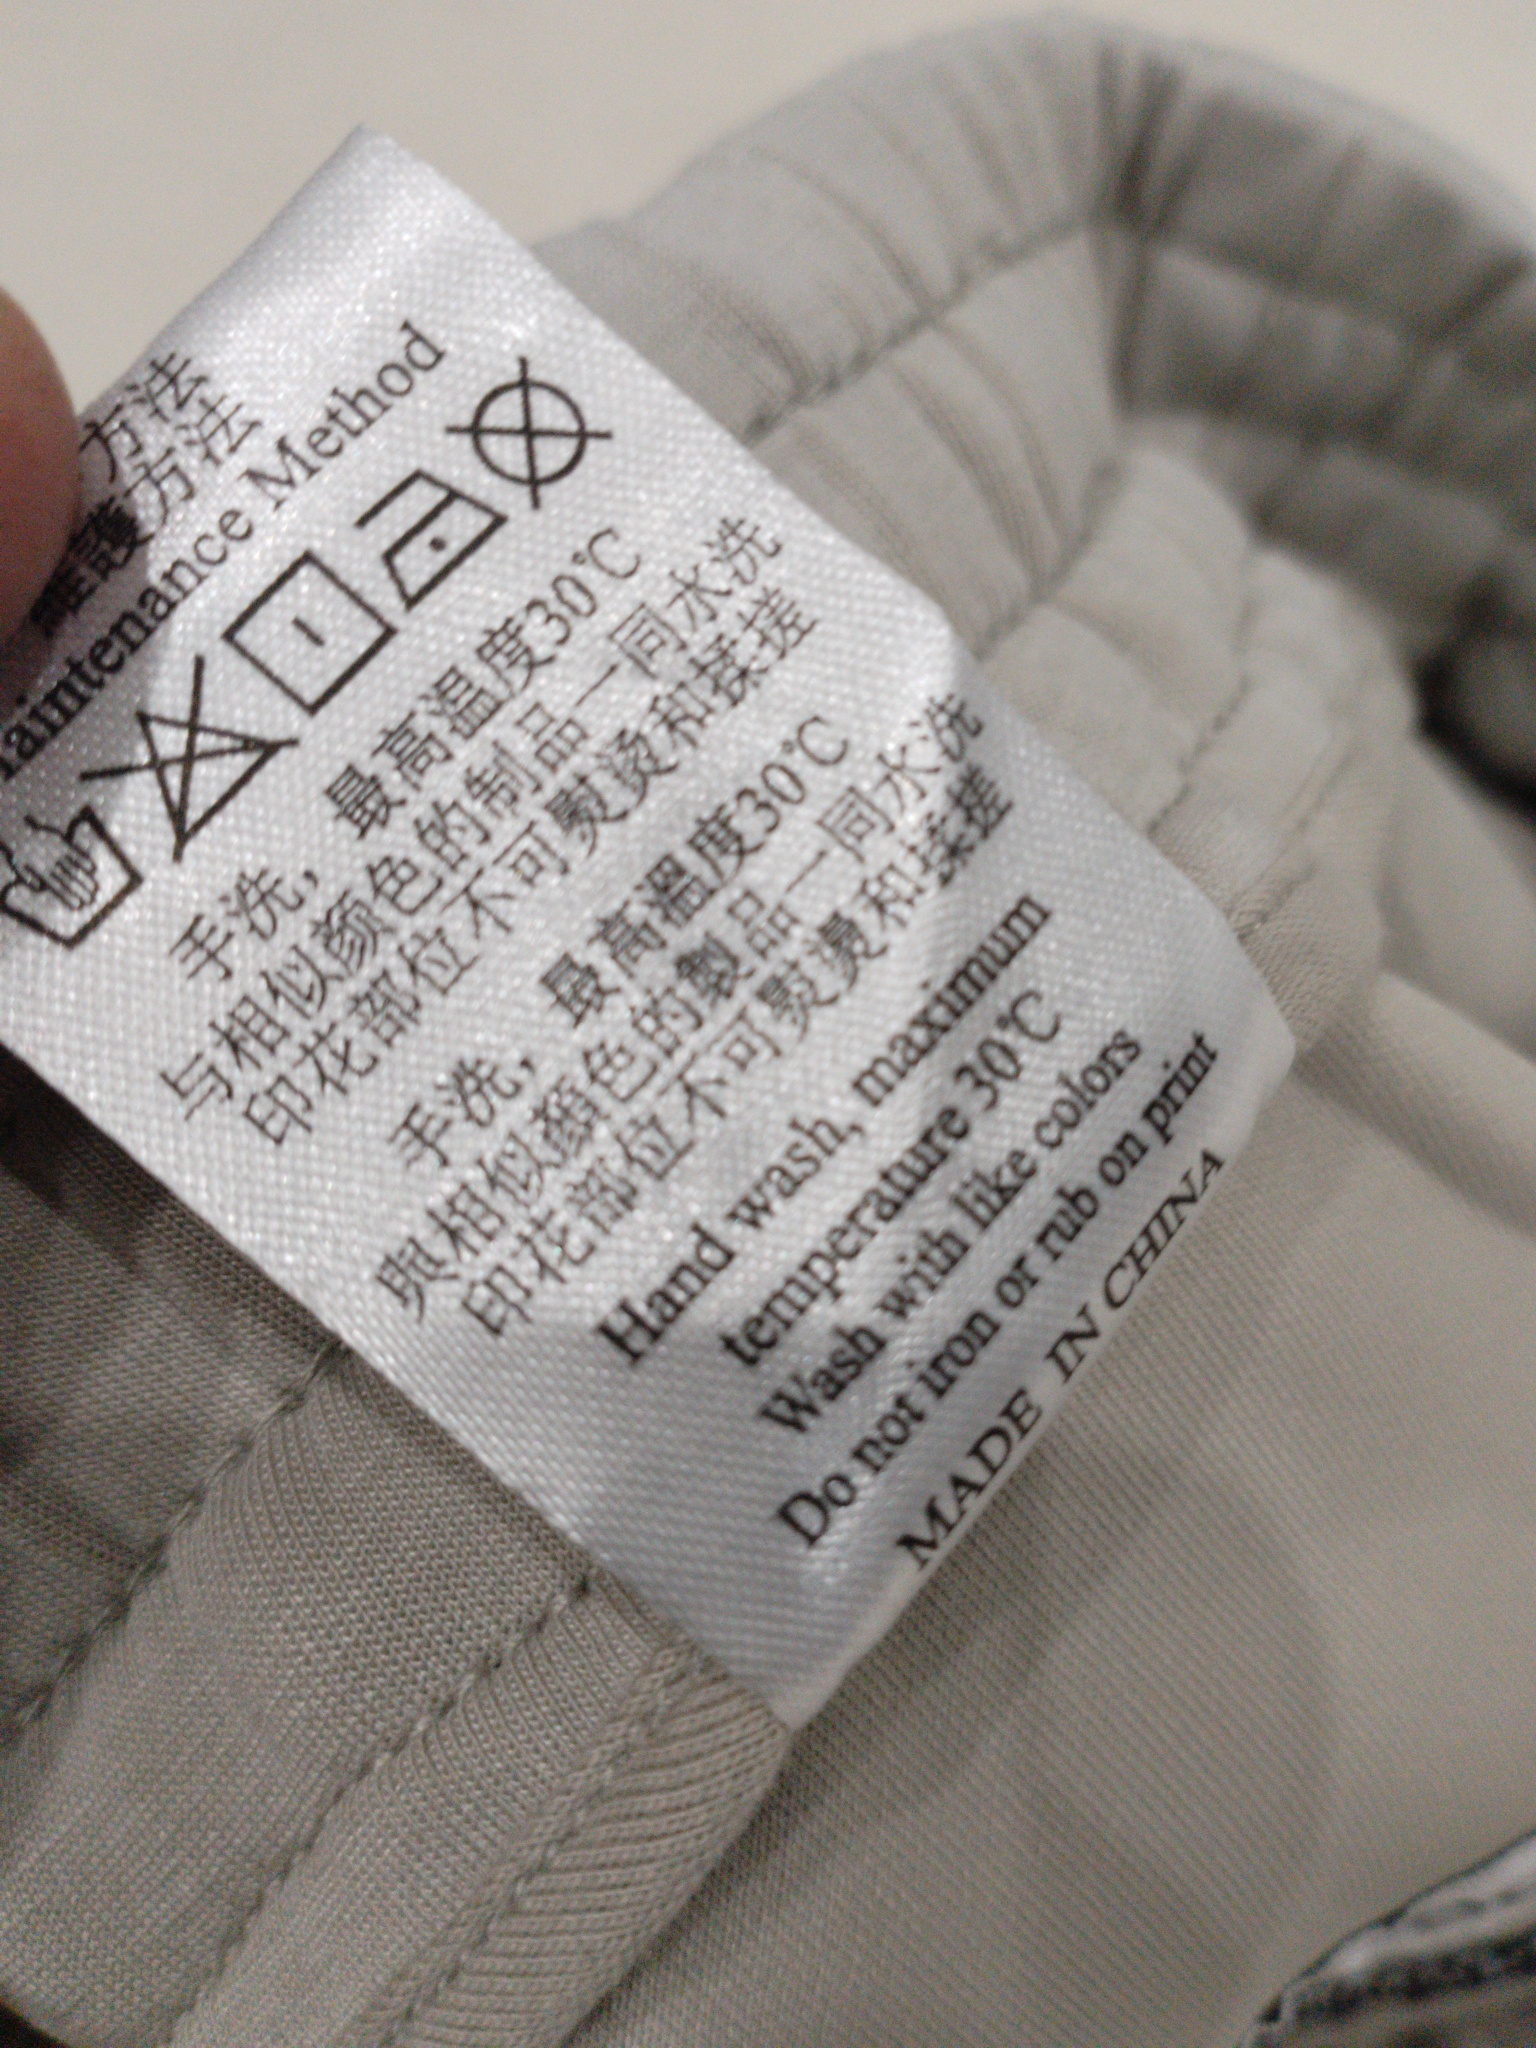 方法
維護方法
Maintenance Method
手洗，最高温度30℃
与相似颜色的制品一同水洗
印花部位不可熨烫和揉搓
手洗，最高溫度30℃
與相似顏色的製品一同水洗
印花部位不可熨燙和揉搓
Hand wash, maximum
temperature 30℃
Wash with like colors
Do not iron or rub on print
MADE IN CHINA